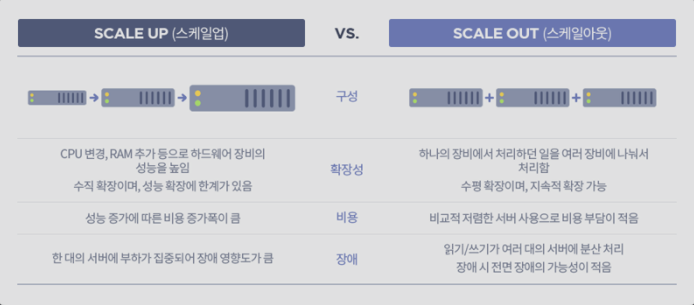 SCALE UP (스케일업)
VS.
SCALE OUT (스케일아웃)
구성
CPU 변경, RAM 추가 등으로 하드웨어 장비의
성능을 높임
수직 확장이며, 성능 확장에 한계가 있음
확장성
하나의 장비에서 처리하던 일을 여러 장비에 나눠서
처리함
수평 확장이며, 지속적 확장 가능
성능 증가에 따른 비용 증가폭이 큼
비용
비교적 저렴한 서버 사용으로 비용 부담이 적음
한 대의 서버에 부하가 집중되어 장애 영향도가 큼
장애
읽기/쓰기가 여러 대의 서버에 분산 처리
장애 시 전면 장애의 가능성이 적음